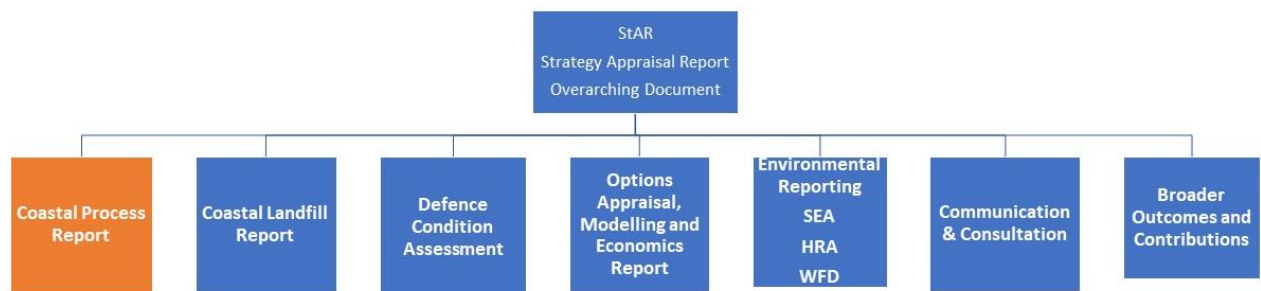 StAR
Strategy Appraisal Report
Overarching Document
Coastal Process
Report
Coastal Landfill
Report
Defence
Condition
Assessment
Options
Appraisal,
Modelling and
Economics
Report
Environmental
Reporting
SEA
HRA
WFD
Communication
& Consultation
Broader
Outcomes and
Contributions